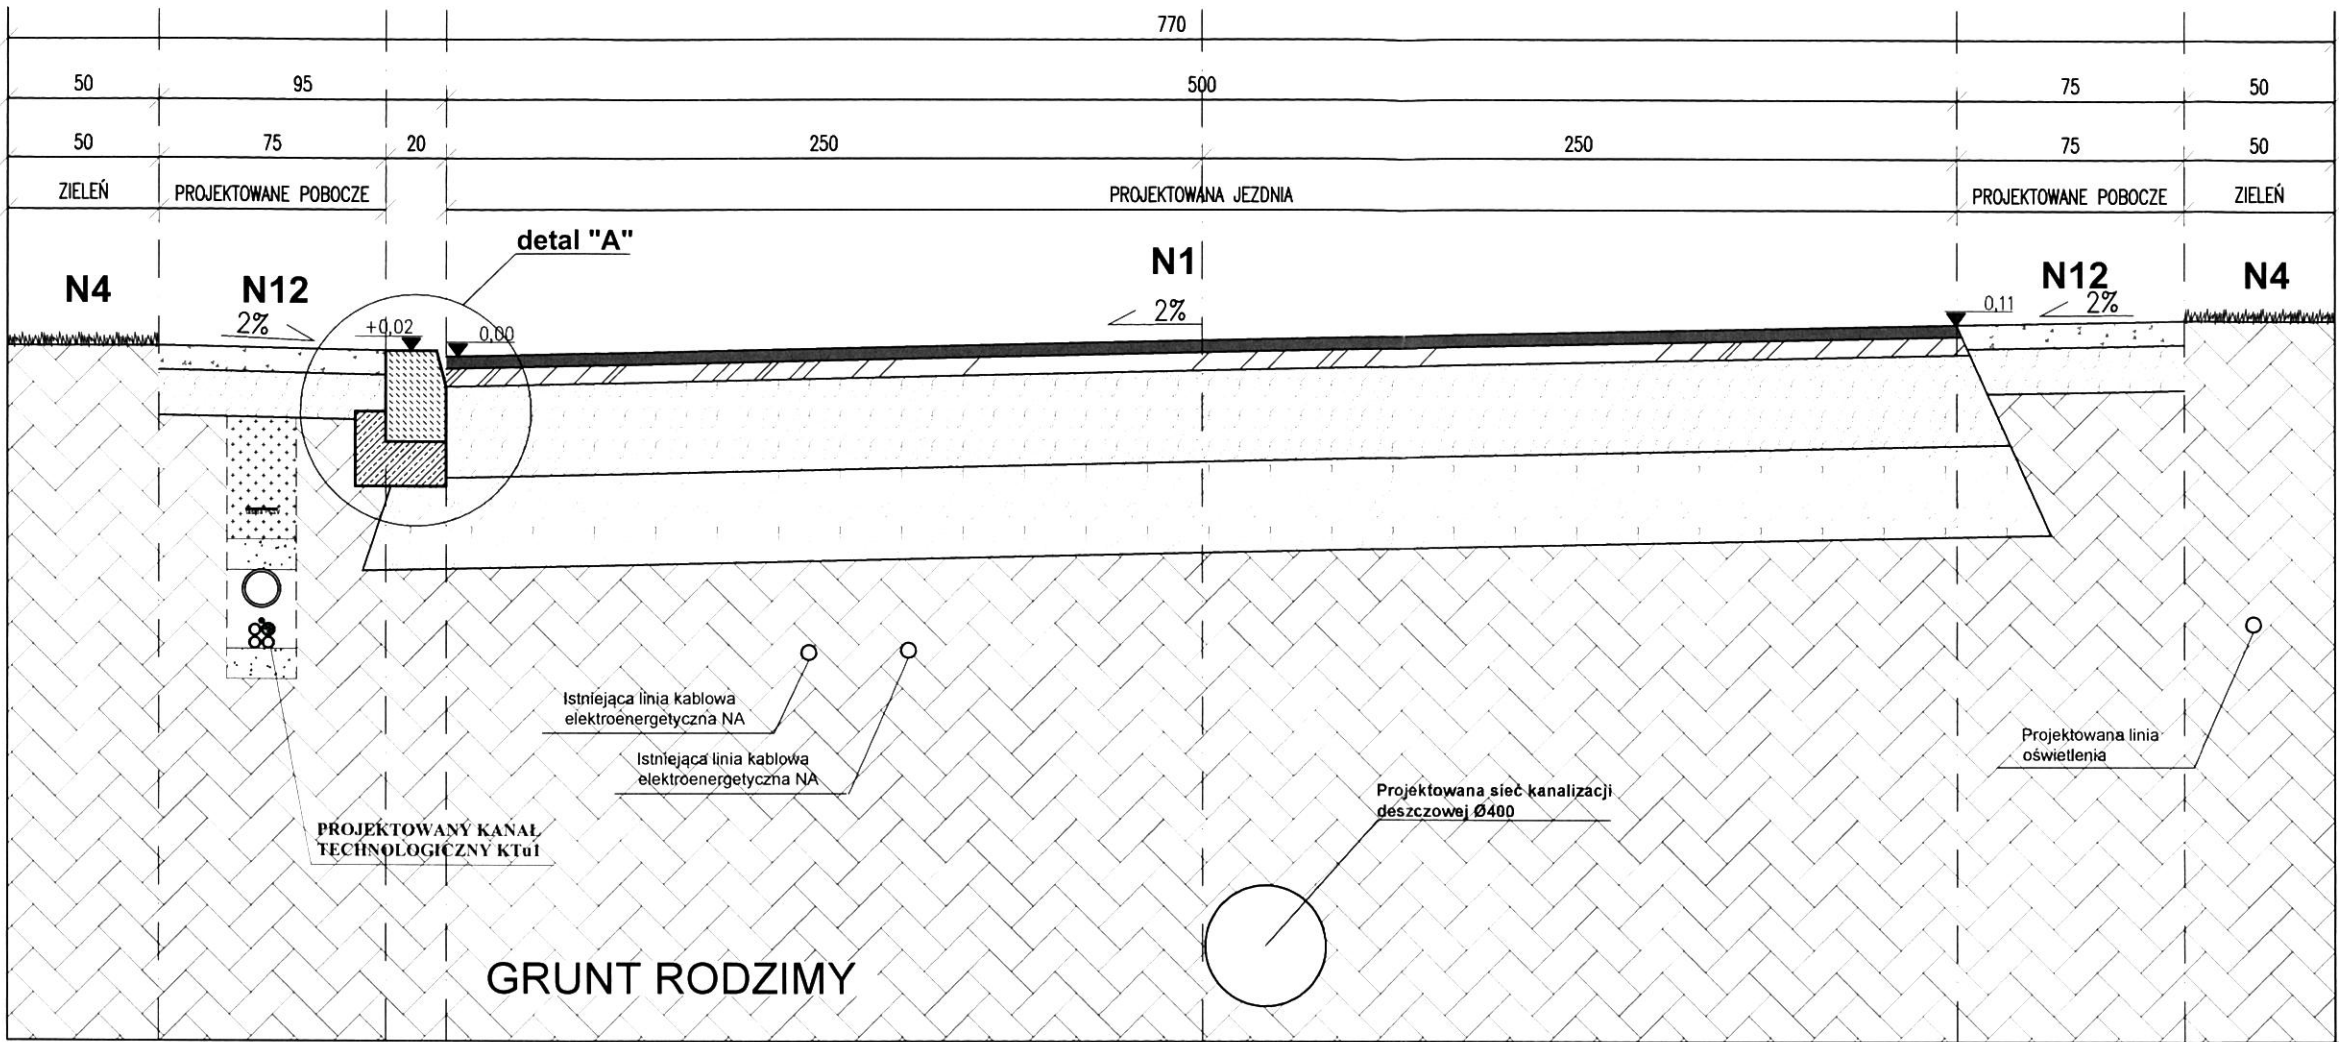 770
50 95 500 75 50
50 75 20 250 250 75 50
ZIELEŃ PROJEKTOWANE POBOCZE PROJEKTOWANA JEZDNIA PROJEKTOWANE POBOCZE ZIELEŃ
detal "A"
N4 N12 N1 N12 N4
2% +0,02 0,00 2% 0,11 2%
Istniejąca linia kablowa
elektroenergetyczna NA
Istniejąca linia kablowa
elektroenergetyczna NA
Projektowana linia
oświetlenia
Projektowana sieć kanalizacji
deszczowej Ø400
PROJEKTOWANY KANAŁ
TECHNOLOGICZNY KTu1
GRUNT RODZIMY